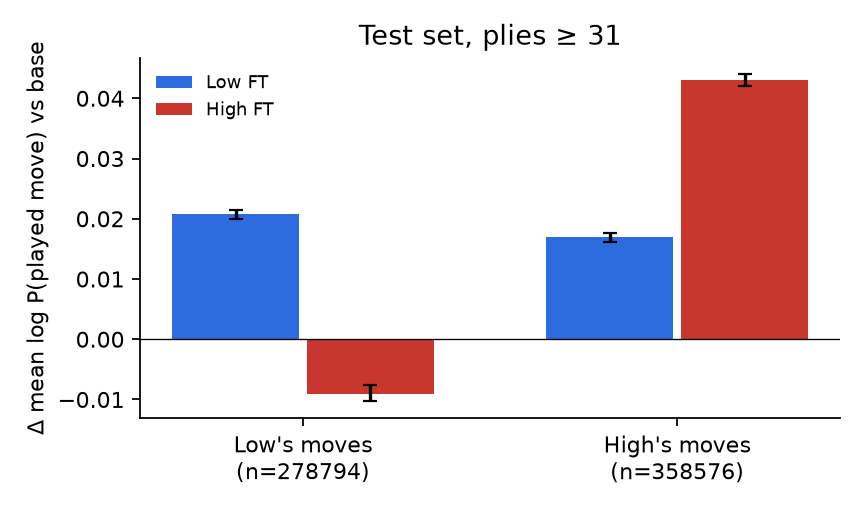 Test set, plies ≥ 31
Δ mean log P(played move) vs base
Low FT
High FT
0.04
0.03
0.02
0.01
0.00
−0.01
Low's moves
(n=278794)
High's moves
(n=358576)